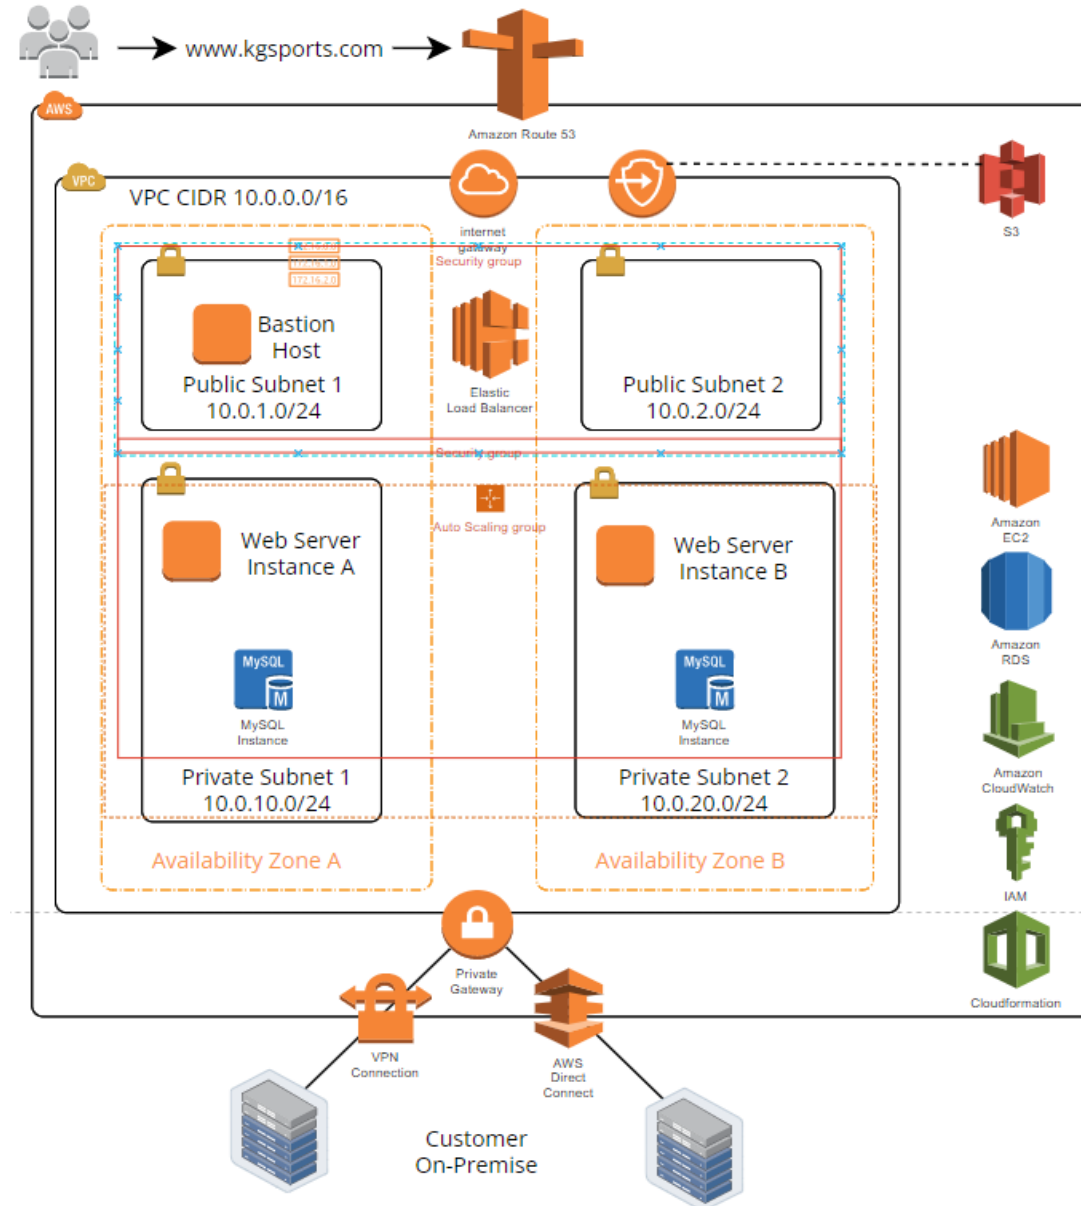 www.kgsports.com
Amazon Route 53
AWS
VPC
VPC CIDR 10.0.0.0/16
internet
gateway
S3
Security group
172.16.2.0
Bastion
Host
Public Subnet 1
10.0.1.0/24
Elastic
Load Balancer
Public Subnet 2
10.0.2.0/24
Security group
Auto Scaling group
Web Server
Instance A
Web Server
Instance B
MySQL
M
MySQL
Instance
MySQL
M
MySQL
Instance
Private Subnet 1
10.0.10.0/24
Private Subnet 2
10.0.20.0/24
Availability Zone A
Availability Zone B
Amazon
EC2
Amazon
RDS
Amazon
CloudWatch
IAM
Cloudformation
Private
Gateway
VPN
Connection
AWS
Direct
Connect
Customer
On-Premise